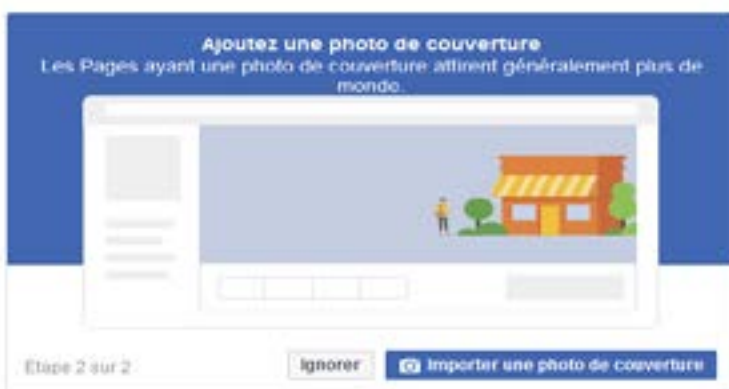 Ajoutez une photo de couverture
Les Pages ayant une photo de couverture attirent généralement plus de
monde.
Etape 2 sur 2
Ignorer
Importer une photo de couverture